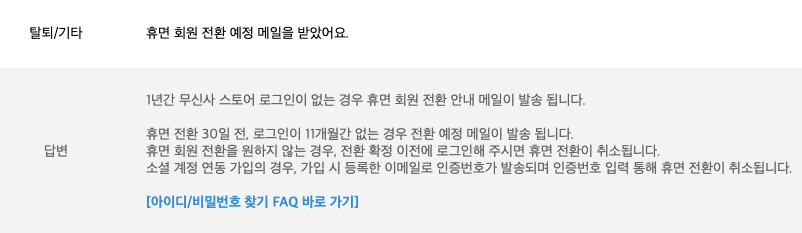 탈퇴/기타
휴면 회원 전환 예정 메일을 받았어요.
답변
1년간 무신사 스토어 로그인이 없는 경우 휴면 회원 전환 안내 메일이 발송 됩니다.
휴면 전환 30일 전, 로그인이 11개월간 없는 경우 전환 예정 메일이 발송 됩니다.
휴면 회원 전환을 원하지 않는 경우, 전환 확정 이전에 로그인해 주시면 휴면 전환이 취소됩니다.
소셜 계정 연동 가입의 경우, 가입 시 등록한 이메일로 인증번호가 발송되며 인증번호 입력 통해 휴면 전환이 취소됩니다.
[아이디/비밀번호 찾기 FAQ 바로 가기]